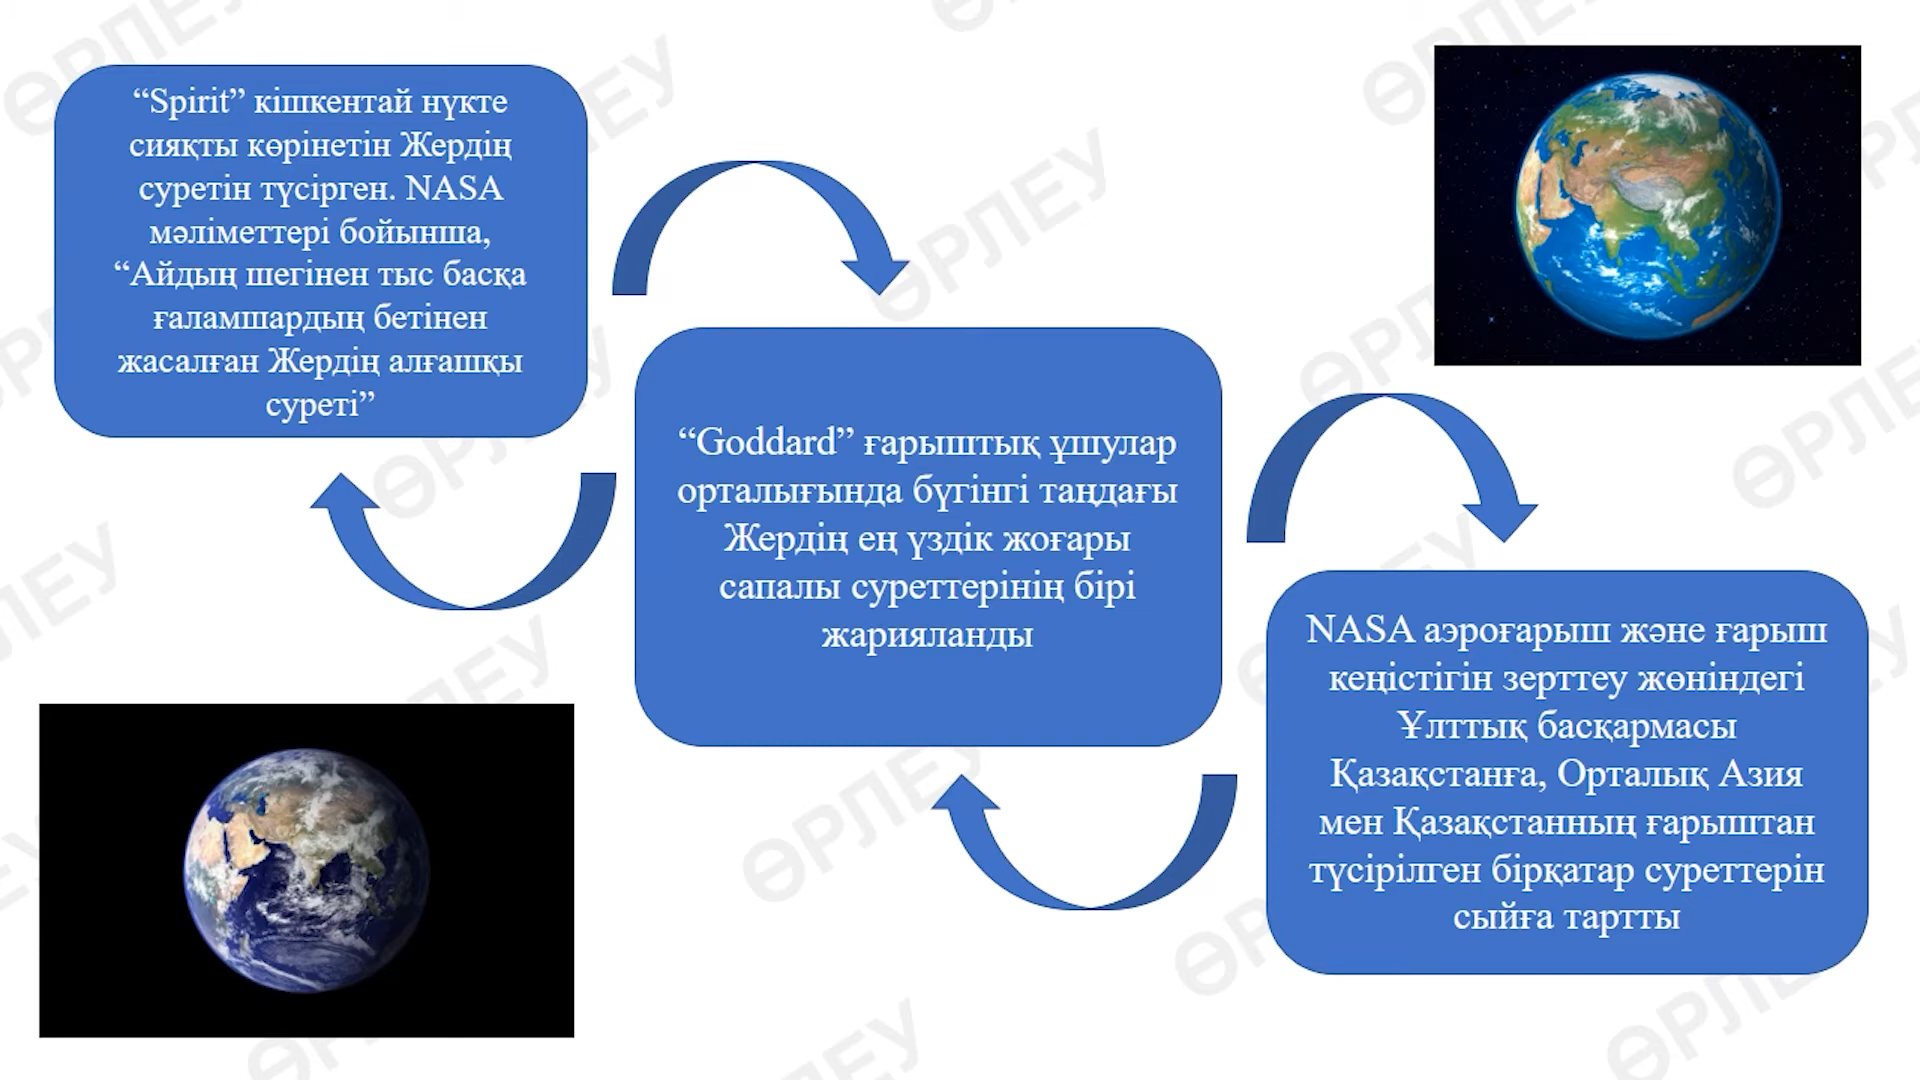 “Spirit” кішкентай нүкте
сияқты көрінетін Жердің
суретін түсірген. NASA
мәліметтері бойынша,
“Айдың шегінен тыс басқа
ғаламшардың бетінен
жасалған Жердің алғашқы
суреті”
“Goddard” ғарыштық ұшулар
орталығында бүгінгі таңдағы
Жердің ең үздік жоғары
сапалы суреттерінің бірі
жарияланды
NASA аэроғарыш және ғарыш
кеңістігін зерттеу жөніндегі
Ұлттық басқармасы
Қазақстанға, Орталық Азия
мен Қазақстанның ғарыштан
түсірілген бірқатар суреттерін
сыйға тартты
ӨРЛЕУ